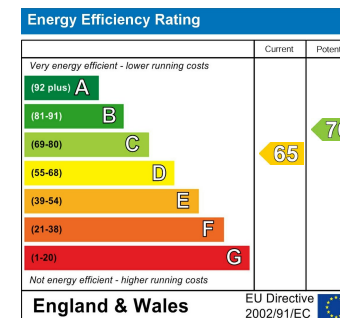 Energy Efficiency Rating
Current
Very energy efficient - lower running costs
(92 plus) A
(81-91) B
(69-80) C
(55-68) D
(39-54) E
(21-38) F
(1-20) G
65
Not energy efficient - higher running costs
England & Wales
EU Directive
2002/91/EC